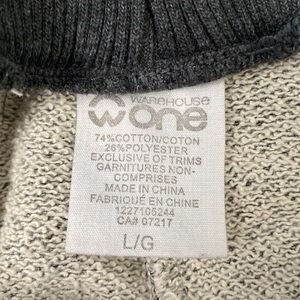 WAREHOUSE
one
74%COTTON/COTON
26%POLYESTER
EXCLUSIVE OF TRIMS
GARNITURES NON-
COMPRISES
MADE IN CHINA
FABRIQUÉ EN CHINE
1227105244
CA# 07217
L/G